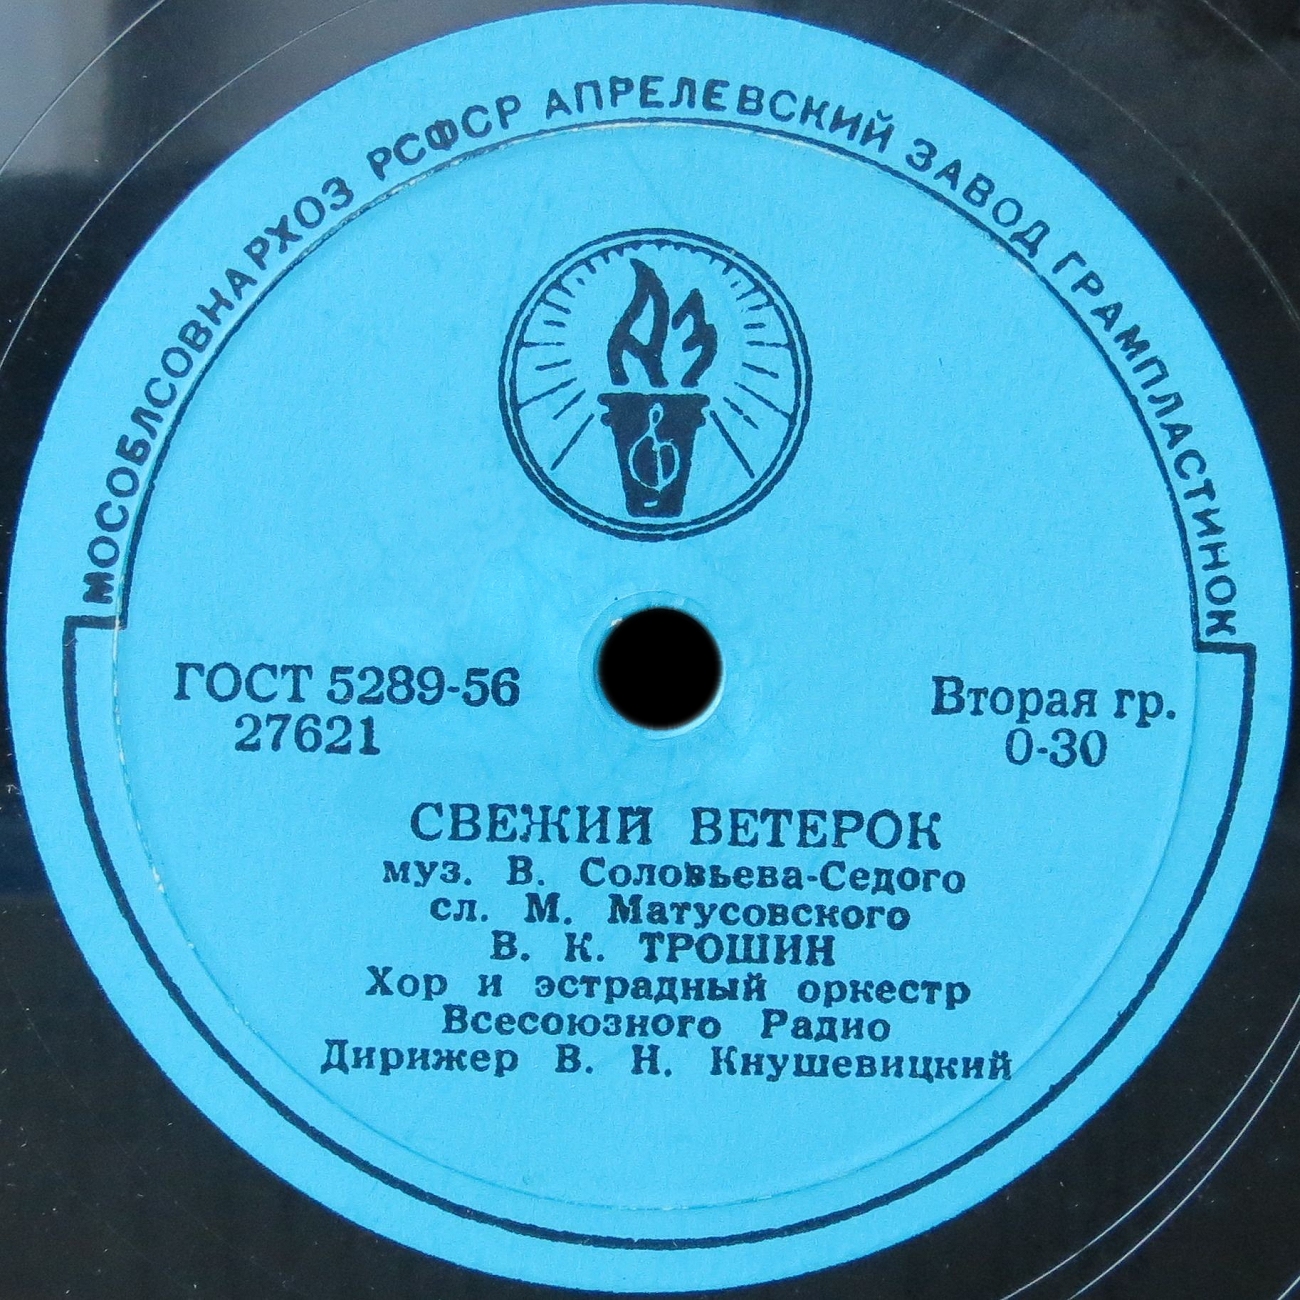 МОСОБЛСОВНАРХОЗ РСФСР АПРЕЛЕВСКИЙ ЗАВОД ГРАМПЛАСТИНОК
АЗ
ГОСТ 5289-56
27621
Вторая гр.
0-30
СВЕЖИЙ ВЕТЕРОК
муз. В. Соловьева-Седого
сл. М. Матусовского
В. К. ТРОШИН
Хор и эстрадный оркестр
Всесоюзного Радио
Дирижер В. Н. Кнушевицкий